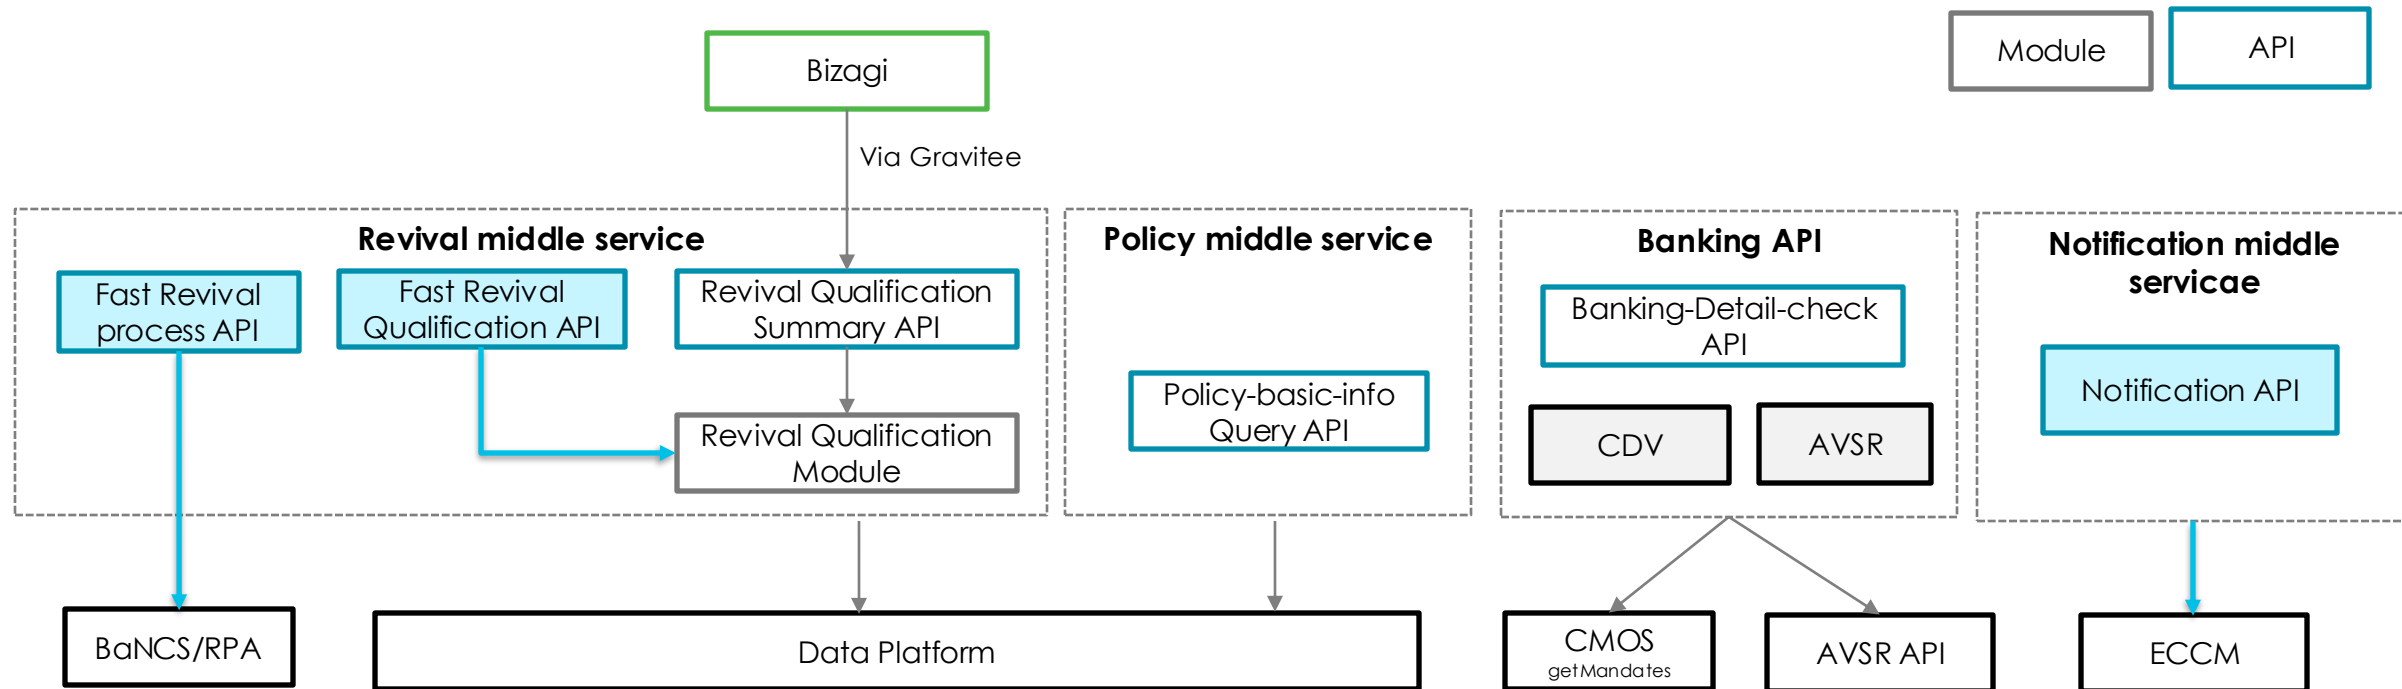 Module
API
Bizagi
Via Gravitee
Revival middle service
Fast Revival
process API
Fast Revival
Qualification API
Revival Qualification
Summary API
Revival Qualification
Module
Policy middle service
Policy-basic-info
Query API
Banking API
Banking-Detail-check
API
CDV
AVSR
Notification middle
servicae
Notification API
BaNCS/RPA
Data Platform
CMOS
getMandates
AVSR API
ECCM